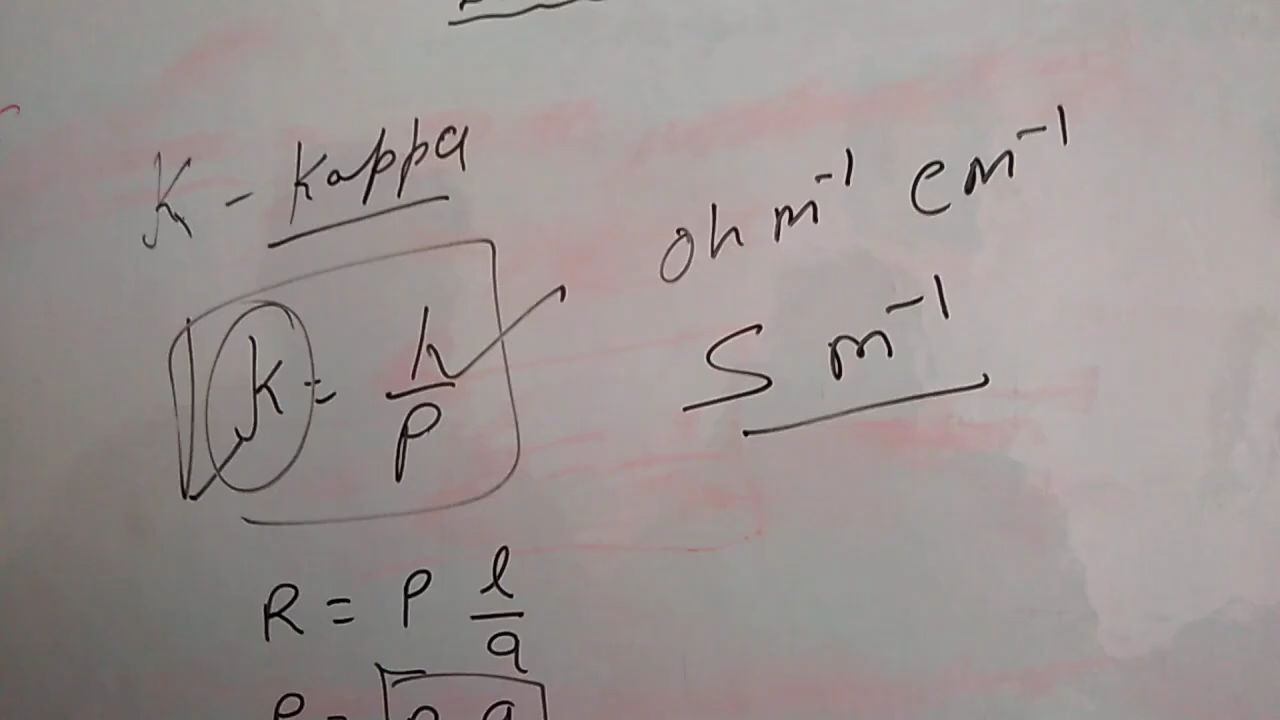 K - Kappa
ohm⁻¹ cm⁻¹
K = 1/ρ
S m⁻¹
R = ρ l/a